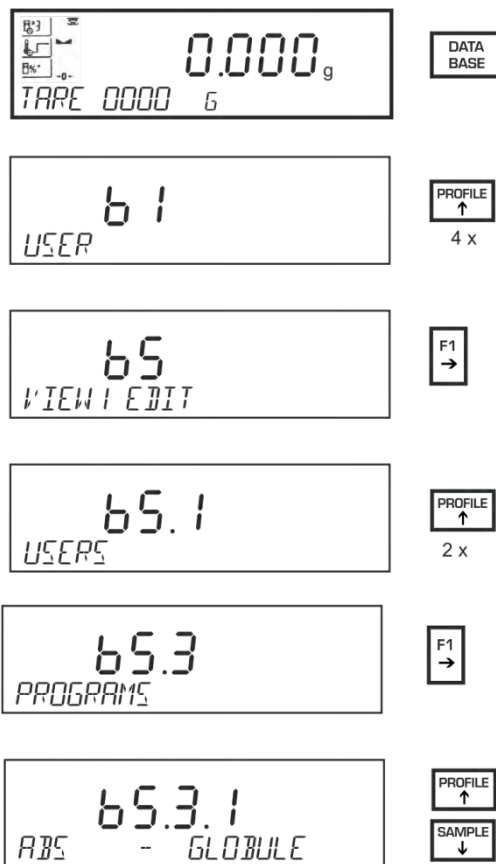 0.000 g
TARE 0000 G
DATA
BASE
b1
USER
PROFILE
↑
4 x
b5
VIEW / EDIT
F1
→
b5.1
USERS
PROFILE
↑
2 x
b5.3
PROGRAMS
F1
→
b5.3.1
ABS - GLOBULE
PROFILE
↑
SAMPLE
↓